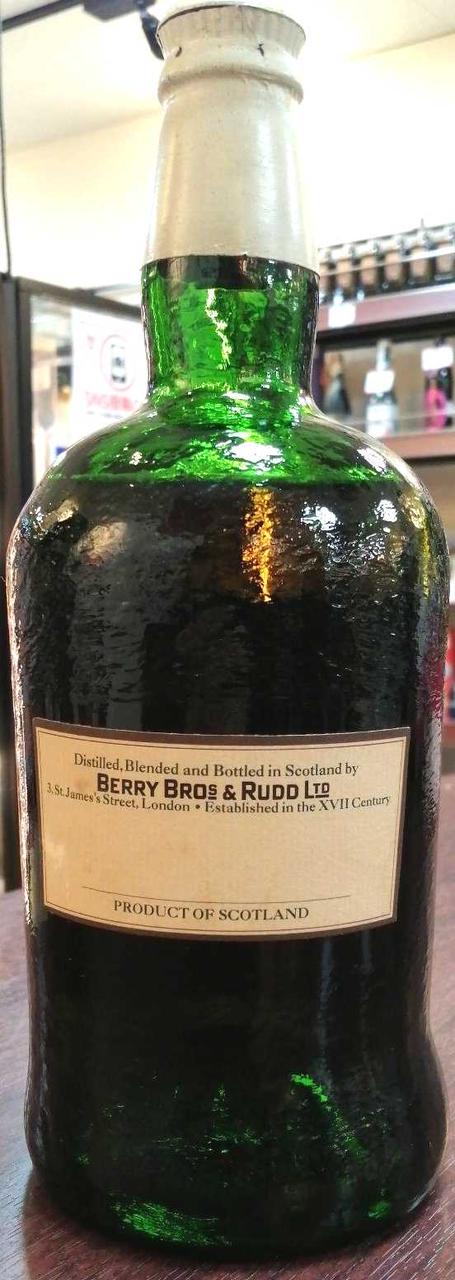 Distilled, Blended and Bottled in Scotland by
BERRY BROS & RUDD LTD
3, St. James's Street, London • Established in the XVII Century
PRODUCT OF SCOTLAND